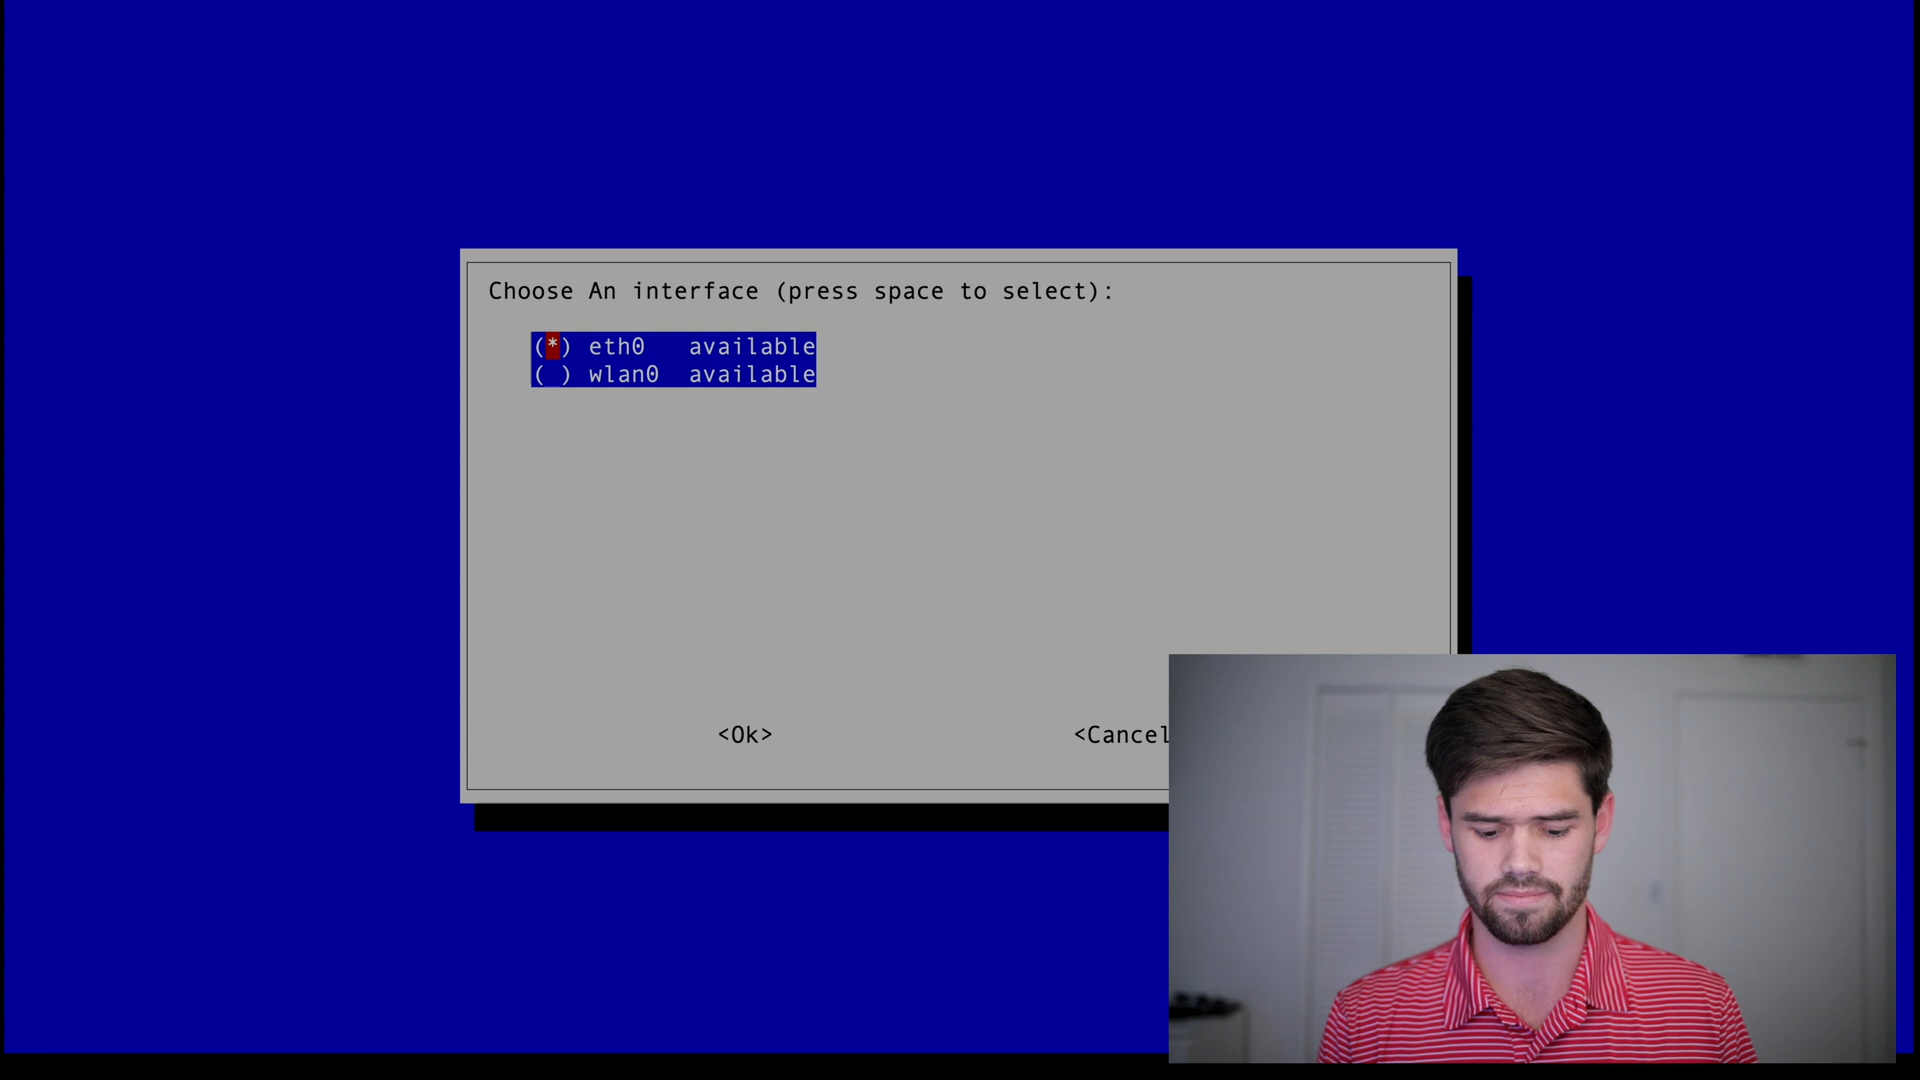 Choose An interface (press space to select):
(*) eth0 available
( ) wlan0 available
<Ok> <Cancel